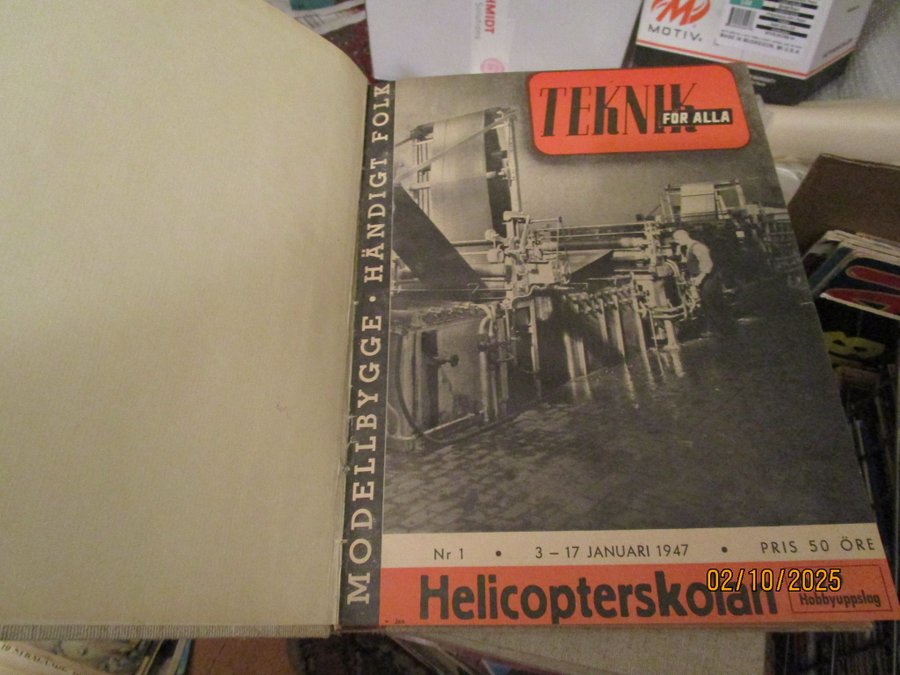 TEKNIK
FÖR ALLA
MODELLBYGGE • HÄNDIGT FOLK
Nr 1 • 3 – 17 JANUARI 1947 • PRIS 50 ÖRE
Helicopterskolan
Hobbyuppslag
02/10/2025
MOTIV